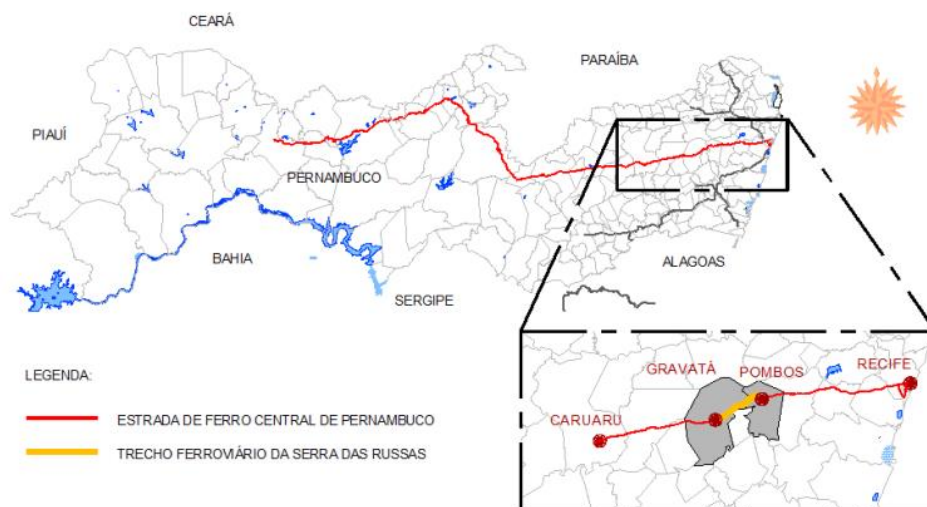 CEARÁ
PARAÍBA
PIAUÍ
PERNAMBUCO
BAHIA
ALAGOAS
SERGIPE
GRAVATÁ
POMBOS
RECIFE
CARUARU
LEGENDA:
ESTRADA DE FERRO CENTRAL DE PERNAMBUCO
TRECHO FERROVIÁRIO DA SERRA DAS RUSSAS